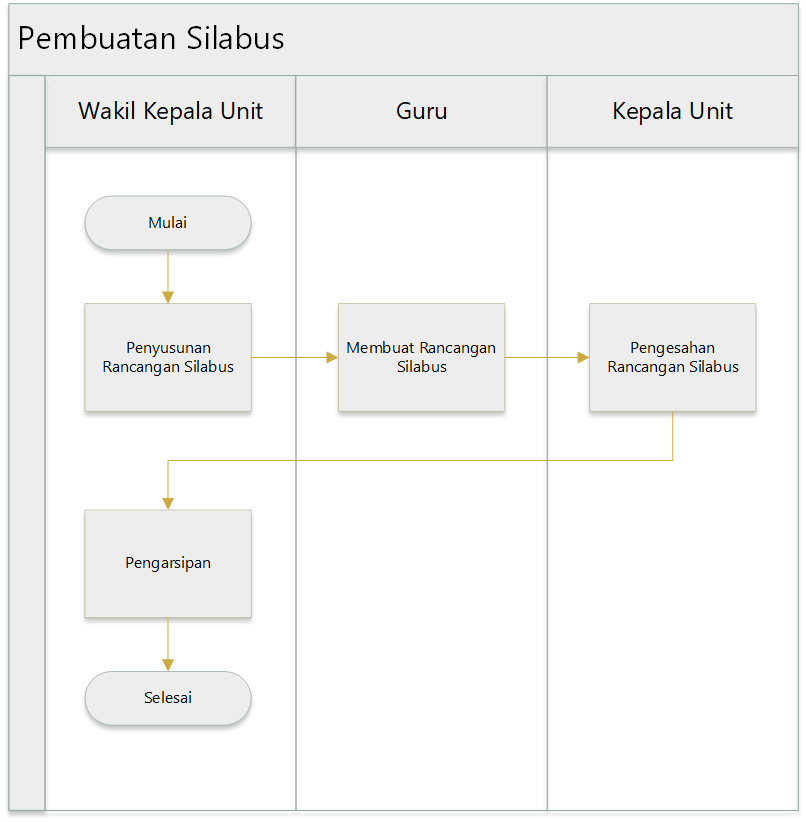 Pembuatan Silabus
Wakil Kepala Unit
Guru
Kepala Unit
Mulai
Penyusunan
Rancangan Silabus
Membuat Rancangan
Silabus
Pengesahan
Rancangan Silabus
Pengarsipan
Selesai